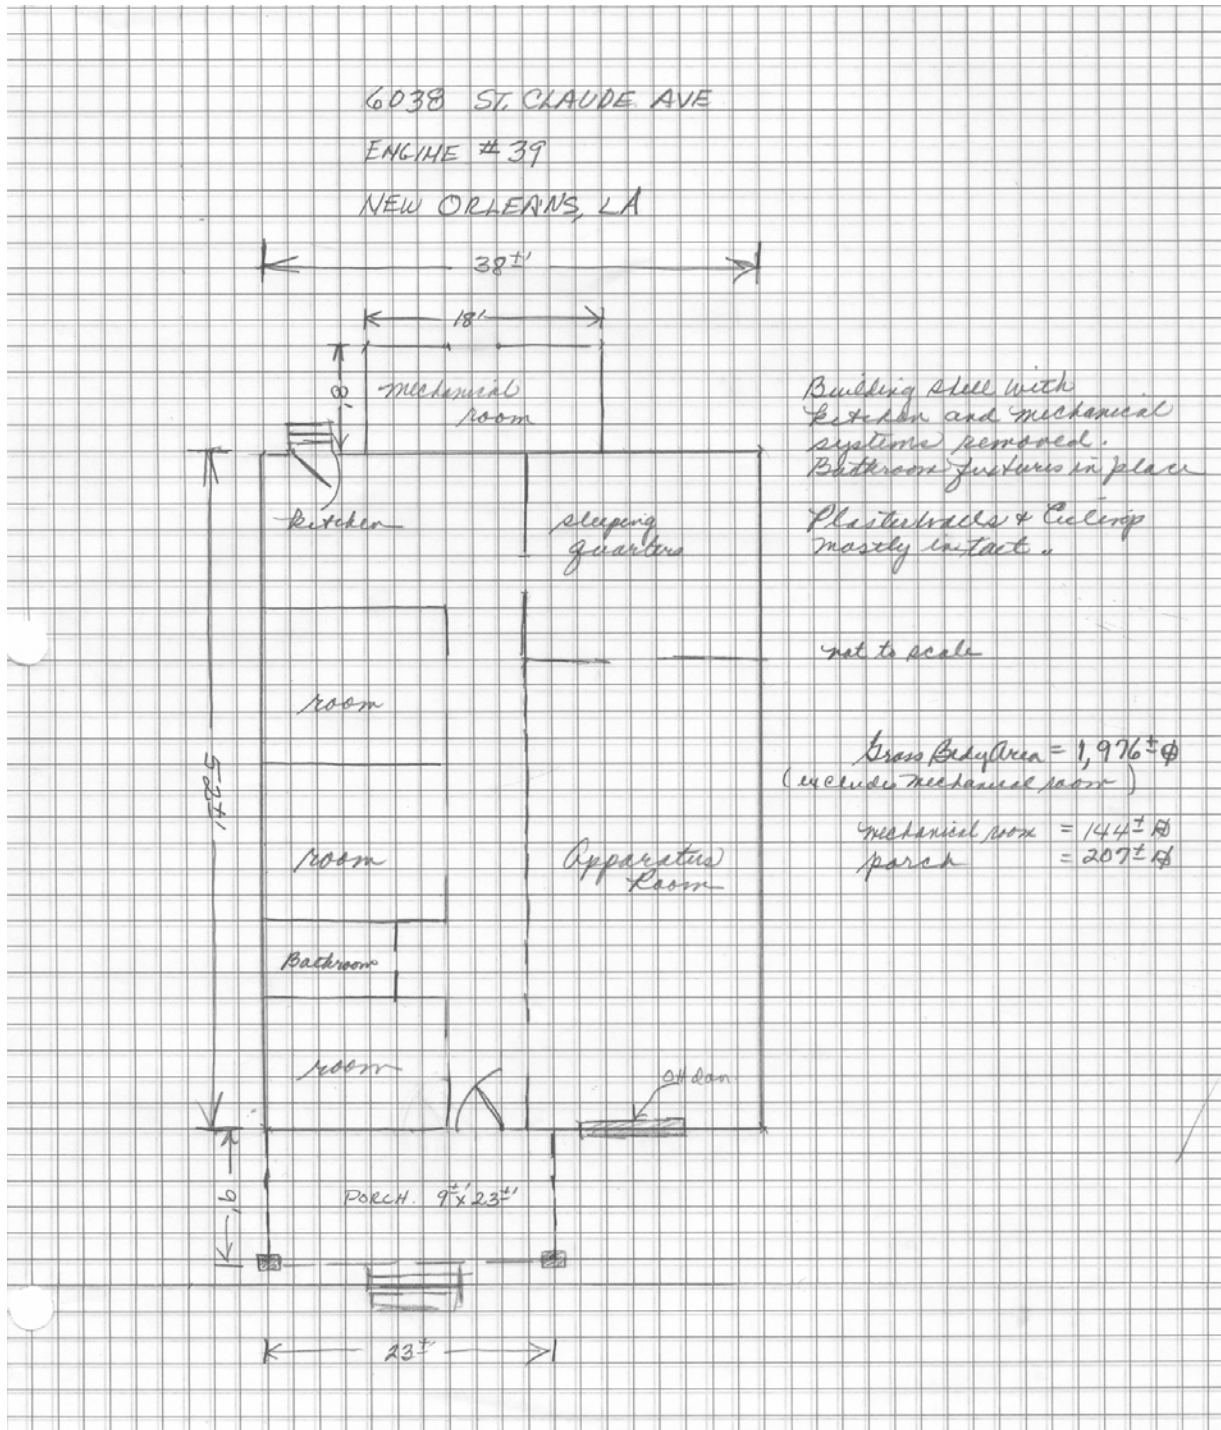 6038 ST. CLAUDE AVE
ENGINE # 39
NEW ORLEANS, LA
38±'
18'
8'
mechanical
room
Building shell with
kitchen and mechanical
systems removed.
Bathroom fixtures in place
kitchen
sleeping
quarters
Plaster walls + Ceilings
mostly intact.
not to scale
room
Gross Bldg Area = 1,976±
(excludes mechanical room)
52±'
mechanical room = 144±
porch = 207±
room
Apparatus
Room
Bathroom
room
OH door
9'
PORCH. 9±' x 23±'
23±'